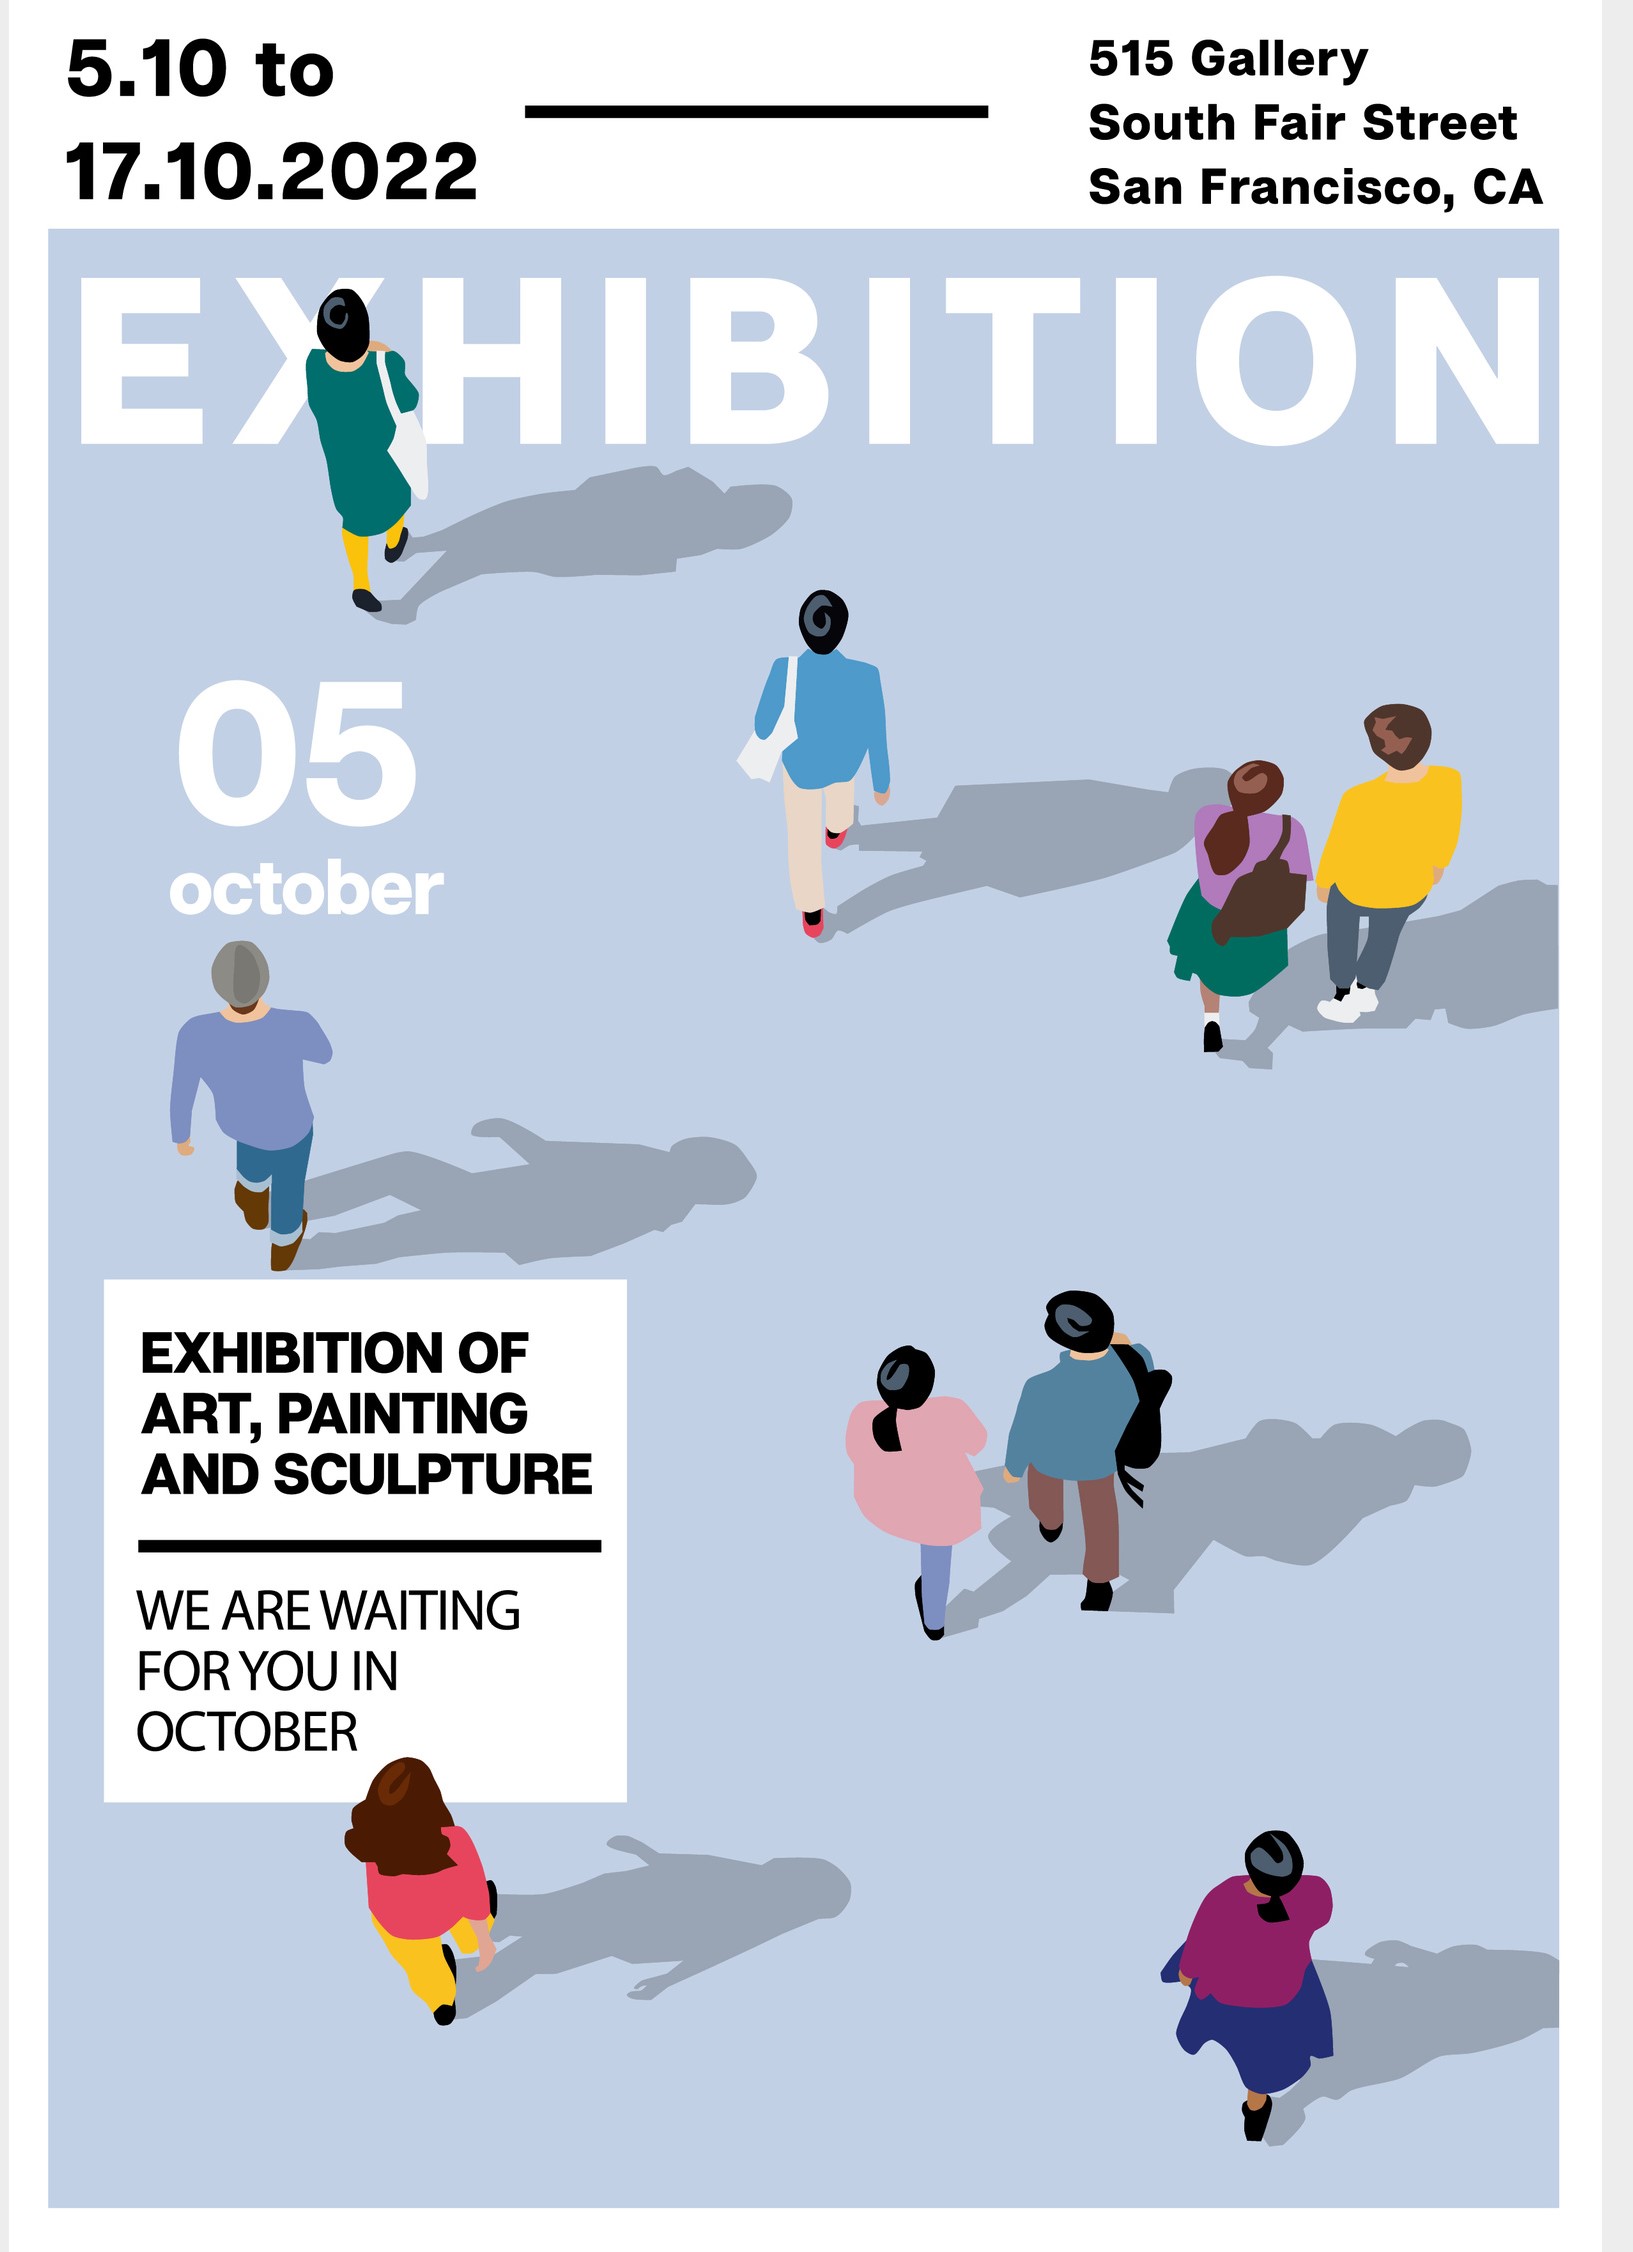 5.10 to
17.10.2022
515 Gallery
South Fair Street
San Francisco, CA
EXHIBITION
05
october
EXHIBITION OF
ART, PAINTING
AND SCULPTURE
WE ARE WAITING
FOR YOU IN
OCTOBER